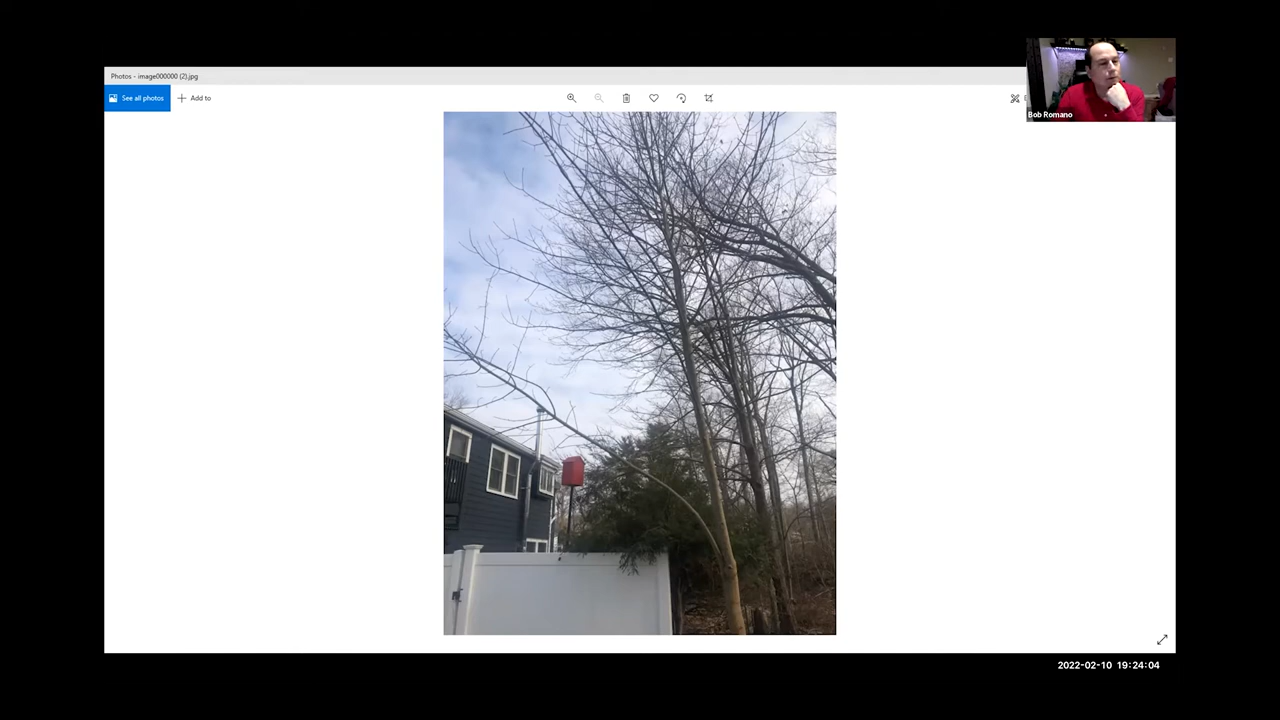 Photos - image000000 (2).jpg
See all photos
Add to
Bob Romano
2022-02-10 19:24:04